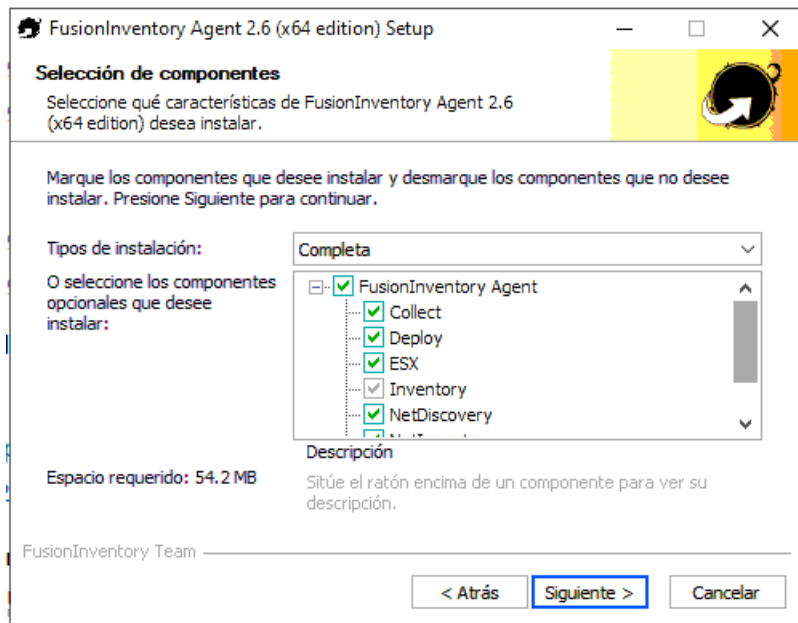 FusionInventory Agent 2.6 (x64 edition) Setup
Selección de componentes
Seleccione qué características de FusionInventory Agent 2.6
(x64 edition) desea instalar.
Marque los componentes que desee instalar y desmarque los componentes que no desee
instalar. Presione Siguiente para continuar.
Tipos de instalación:
Completa
O seleccione los componentes
opcionales que desee
instalar:
FusionInventory Agent
Collect
Deploy
ESX
Inventory
NetDiscovery
Descripción
Sitúe el ratón encima de un componente para ver su
descripción.
Espacio requerido: 54.2 MB
FusionInventory Team
< Atrás
Siguiente >
Cancelar